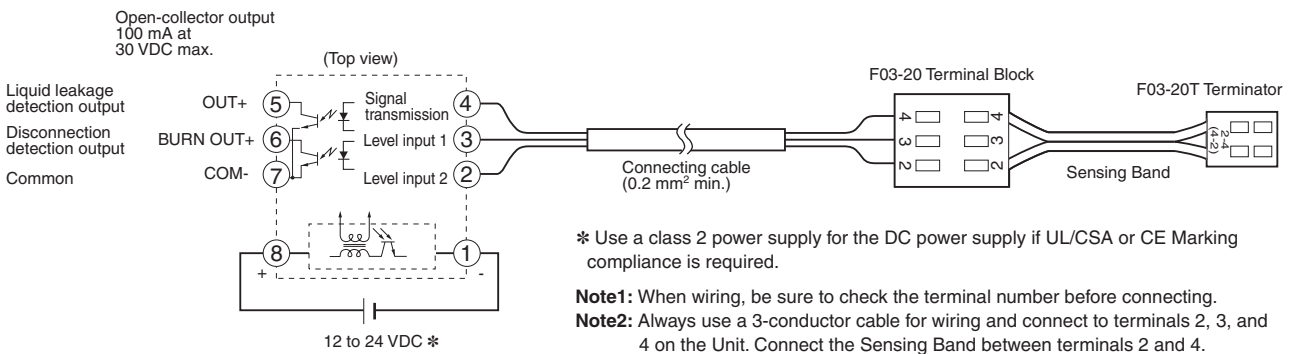 Open-collector output
100 mA at
30 VDC max.
(Top view)
Liquid leakage
detection output
OUT+
5
Signal
transmission
4
Disconnection
detection output
BURN OUT+
6
Level input 1
3
Common
COM-
7
Level input 2
2
8
1
+
-
12 to 24 VDC ✻
Connecting cable
(0.2 mm² min.)
F03-20 Terminal Block
4
4
3
3
2
2
Sensing Band
F03-20T Terminator
2-4
(4-2)
✻ Use a class 2 power supply for the DC power supply if UL/CSA or CE Marking
compliance is required.
Note1: When wiring, be sure to check the terminal number before connecting.
Note2: Always use a 3-conductor cable for wiring and connect to terminals 2, 3, and
4 on the Unit. Connect the Sensing Band between terminals 2 and 4.